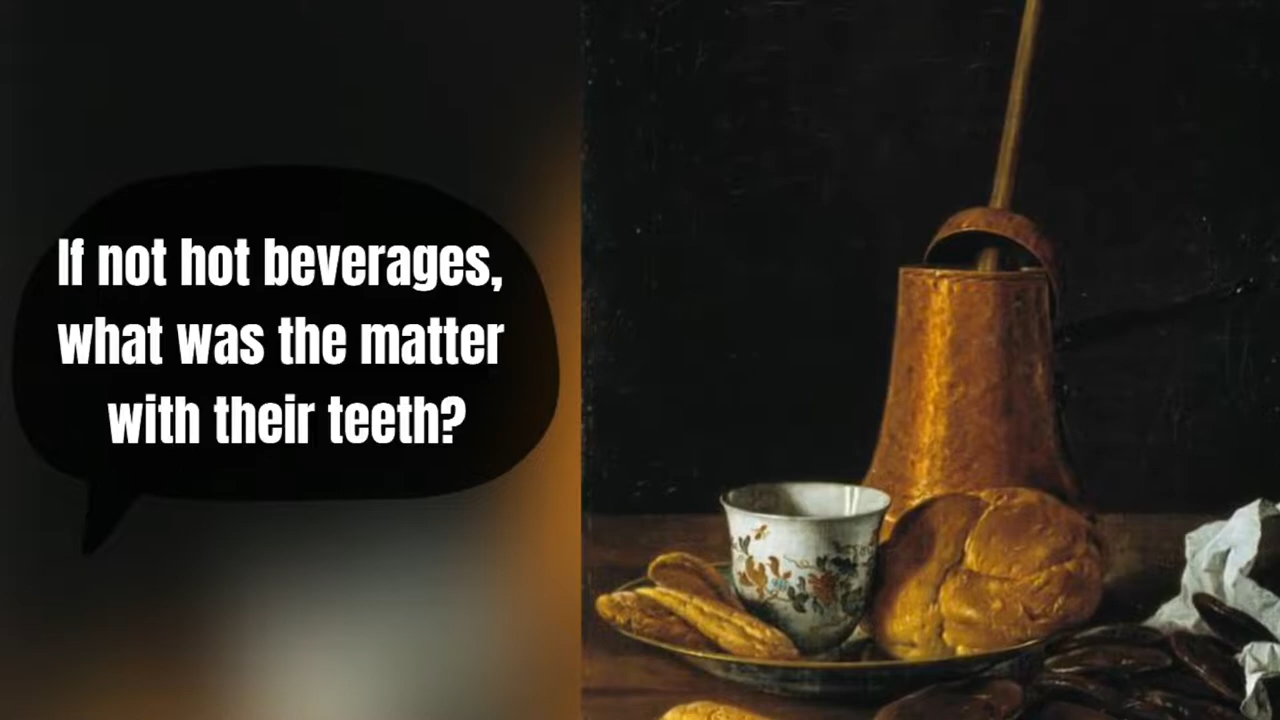 If not hot beverages,
what was the matter
with their teeth?